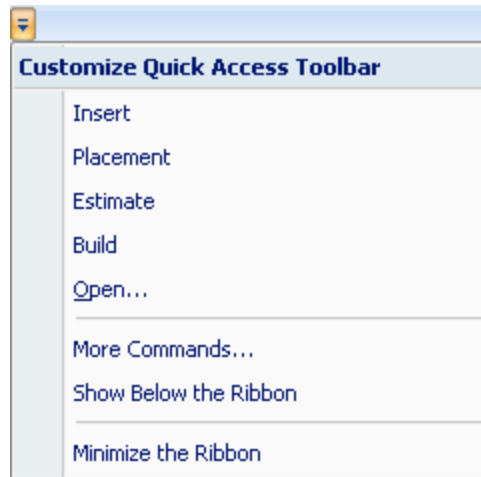 Customize Quick Access Toolbar
Insert
Placement
Estimate
Build
Open...
More Commands...
Show Below the Ribbon
Minimize the Ribbon